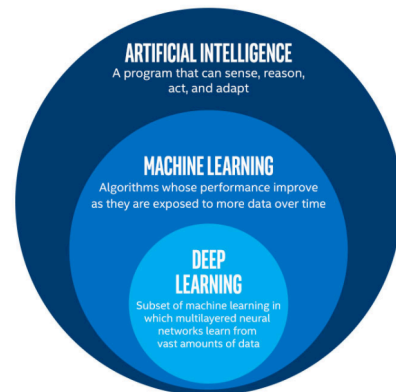 ARTIFICIAL INTELLIGENCE
A program that can sense, reason,
act, and adapt
MACHINE LEARNING
Algorithms whose performance improve
as they are exposed to more data over time
DEEP
LEARNING
Subset of machine learning in
which multilayered neural
networks learn from
vast amounts of data